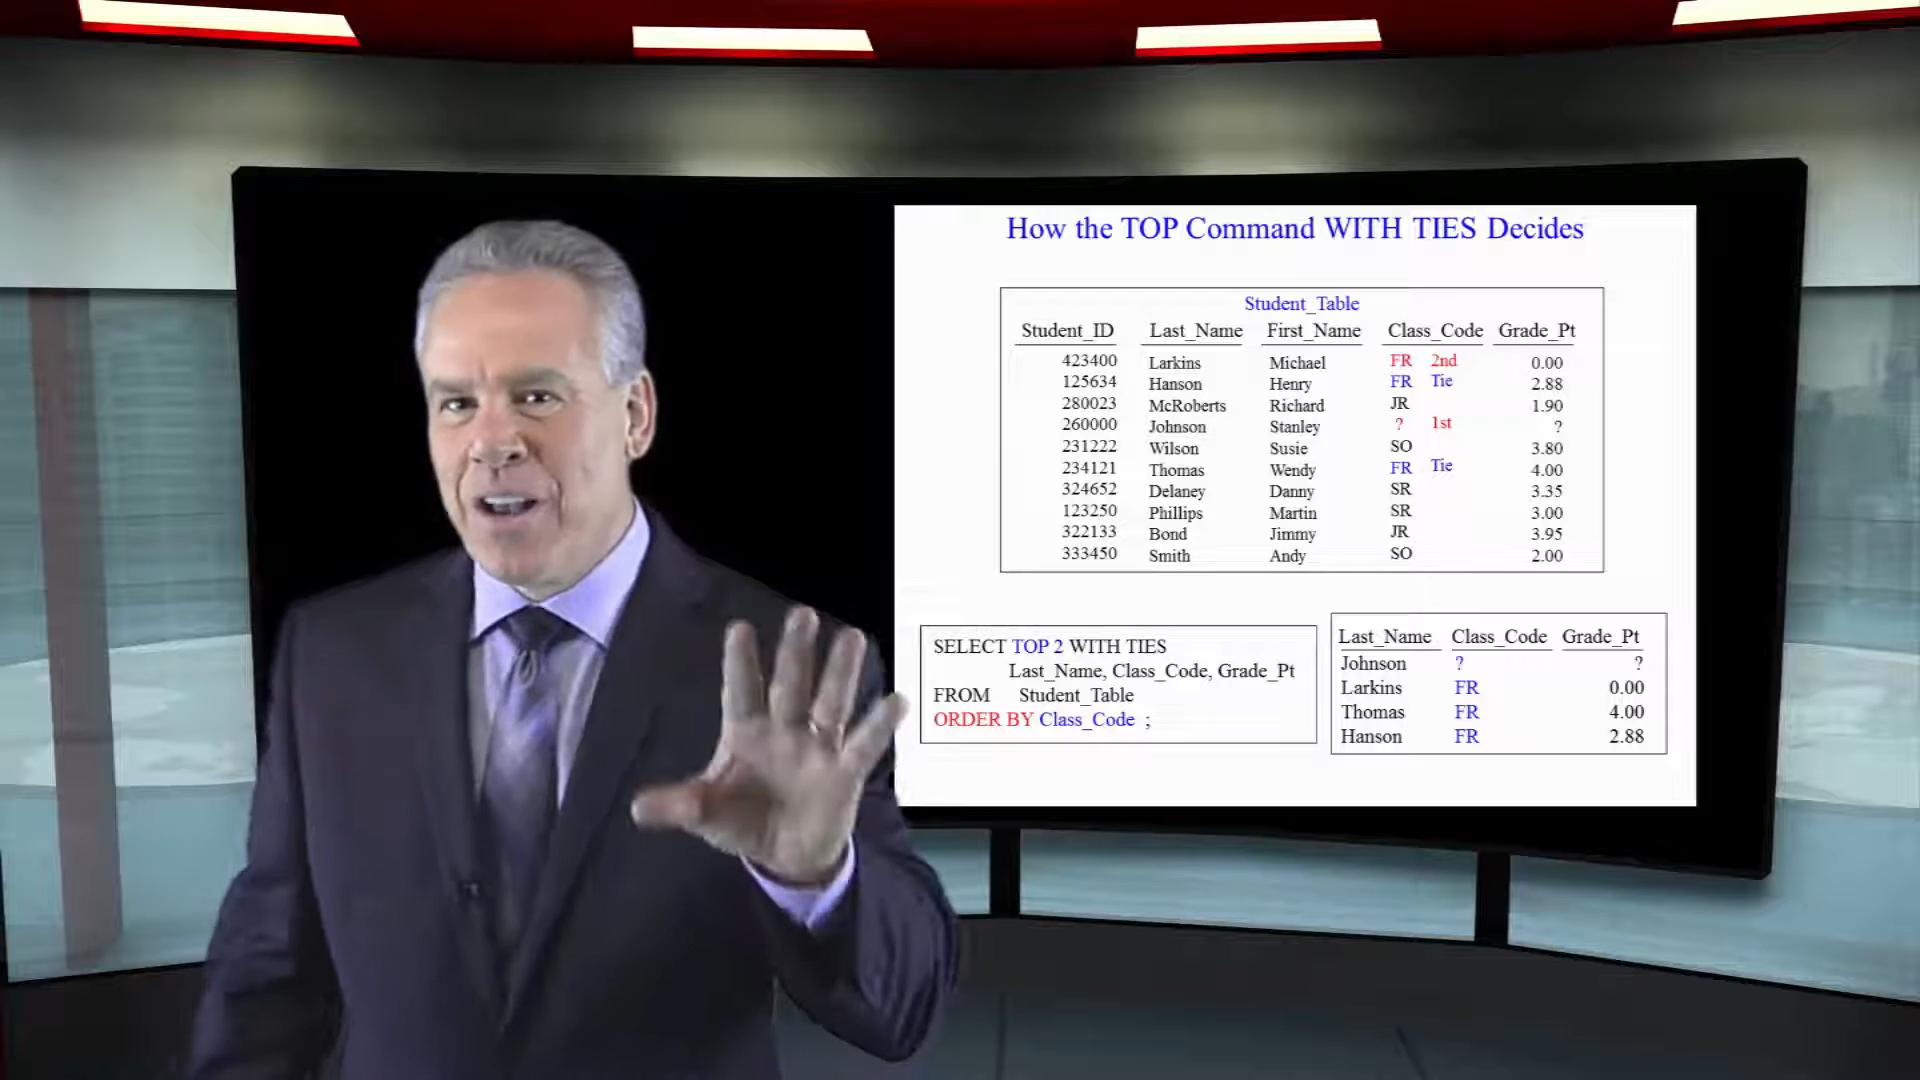 How the TOP Command WITH TIES Decides
Student_Table
Student_ID Last_Name First_Name Class_Code Grade_Pt
423400 Larkins Michael FR 2nd 0.00
125634 Hanson Henry FR Tie 2.88
280023 McRoberts Richard JR 1.90
260000 Johnson Stanley ? 1st ?
231222 Wilson Susie SO 3.80
234121 Thomas Wendy FR Tie 4.00
324652 Delaney Danny SR 3.35
123250 Phillips Martin SR 3.00
322133 Bond Jimmy JR 3.95
333450 Smith Andy SO 2.00
SELECT TOP 2 WITH TIES
Last_Name, Class_Code, Grade_Pt
FROM Student_Table
ORDER BY Class_Code ;
Last_Name Class_Code Grade_Pt
Johnson ? ?
Larkins FR 0.00
Thomas FR 4.00
Hanson FR 2.88